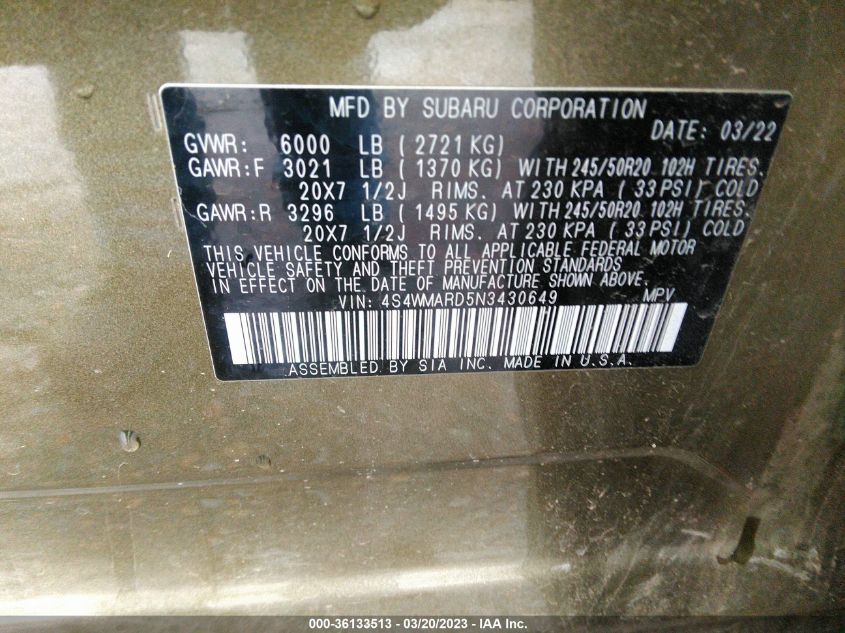 MFD BY SUBARU CORPORATION
DATE: 03/22
GVWR: 6000 LB ( 2721 KG)
GAWR:F 3021 LB ( 1370 KG) WITH 245/50R20 102H TIRES.
20X7 1/2J RIMS. AT 230 KPA ( 33 PSI) COLD
GAWR:R 3296 LB ( 1495 KG) WITH 245/50R20 102H TIRES.
20X7 1/2J RIMS. AT 230 KPA ( 33 PSI) COLD
THIS VEHICLE CONFORMS TO ALL APPLICABLE FEDERAL MOTOR
VEHICLE SAFETY AND THEFT PREVENTION STANDARDS
IN EFFECT ON THE DATE OF MANUFACTURE SHOWN ABOVE.
VIN: 4S4WMARD5N3430649 MPV
ASSEMBLED BY SIA INC. MADE IN U.S.A.
000-36133513 - 03/20/2023 - IAA Inc.